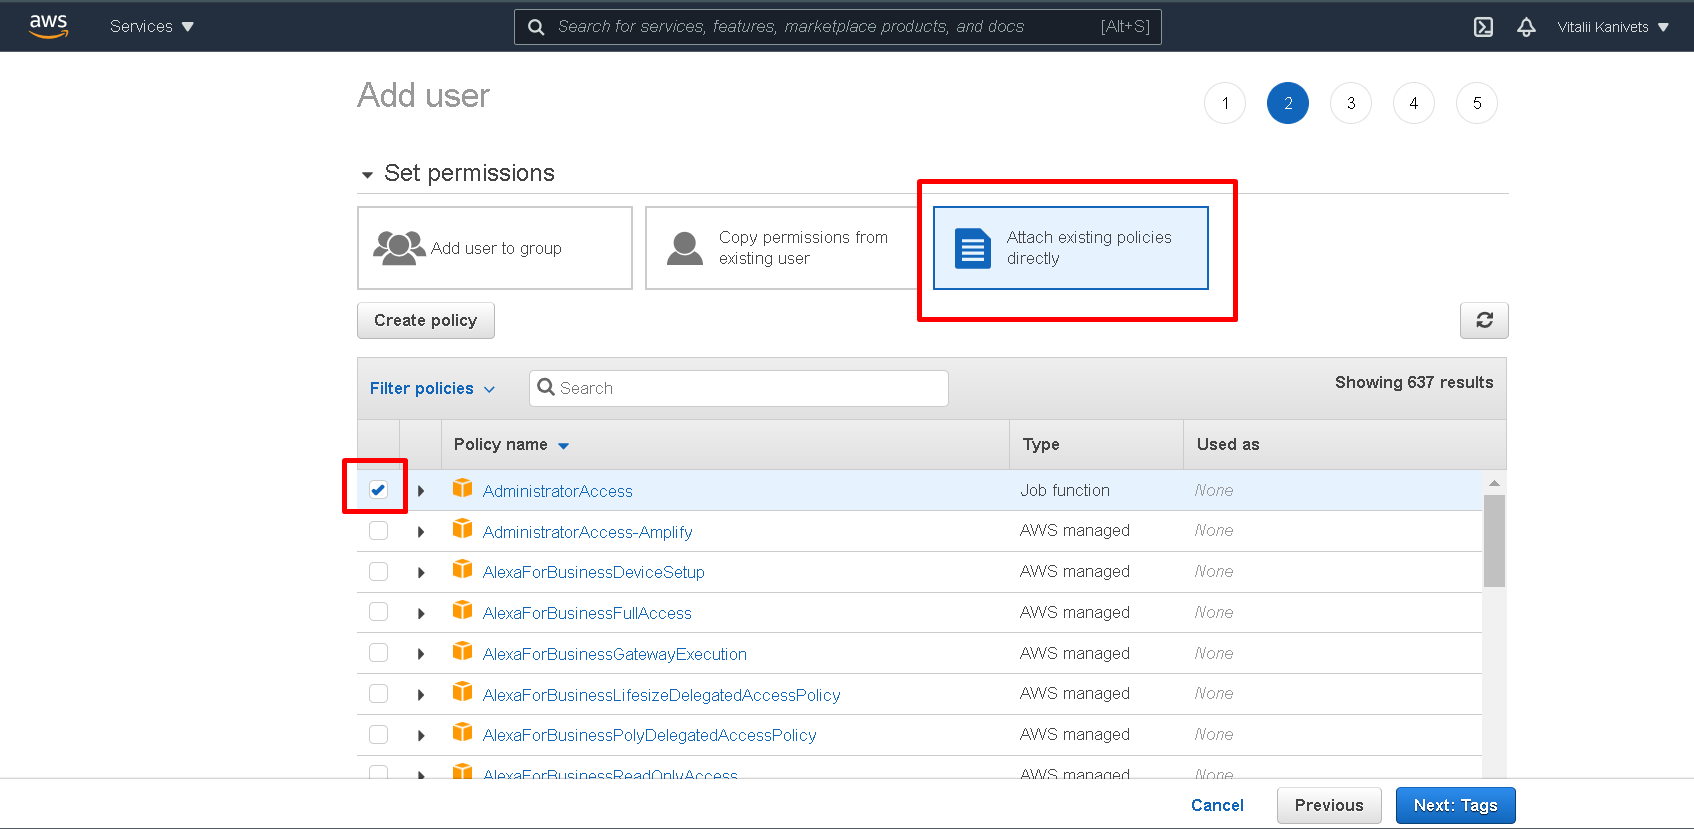 aws Services Search for services, features, marketplace products, and docs [Alt+S] Vitalii Kanivets
Add user 1 2 3 4 5
Set permissions
Add user to group
Copy permissions from
existing user
Attach existing policies
directly
Create policy
Filter policies Search Showing 637 results
Policy name Type Used as
AdministratorAccess Job function None
AdministratorAccess-Amplify AWS managed None
AlexaForBusinessDeviceSetup AWS managed None
AlexaForBusinessFullAccess AWS managed None
AlexaForBusinessGatewayExecution AWS managed None
AlexaForBusinessLifesizeDelegatedAccessPolicy AWS managed None
AlexaForBusinessPolyDelegatedAccessPolicy AWS managed None
AlexaForBusinessReadOnlyAccess AWS managed None
Cancel Previous Next: Tags